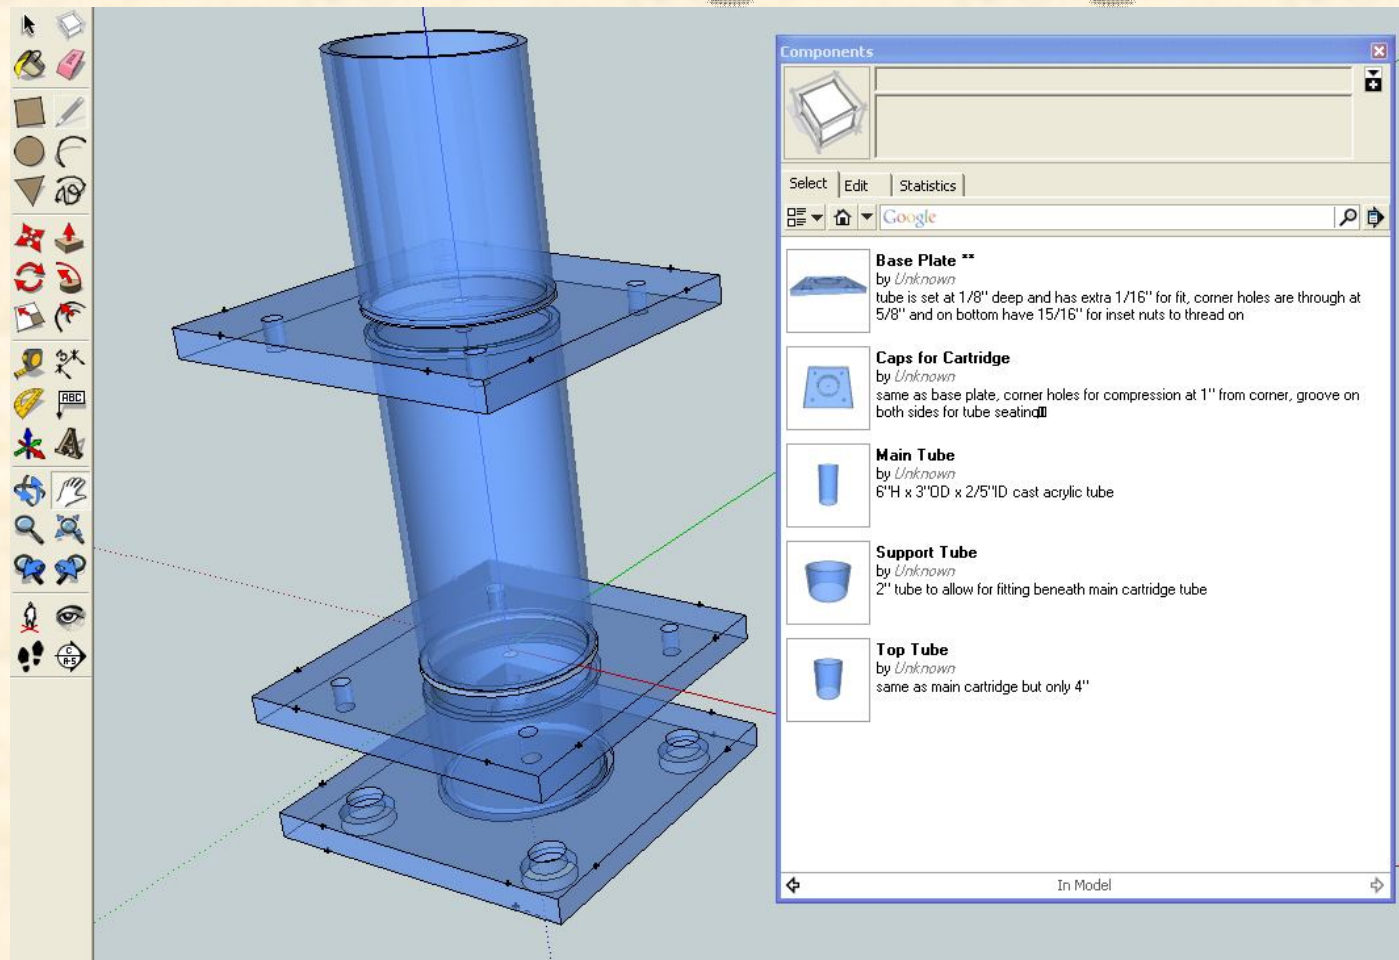 Components
Select
Edit
Statistics
Google
Base Plate **
by Unknown
tube is set at 1/8" deep and has extra 1/16" for fit, corner holes are through at
5/8" and on bottom have 15/16" for inset nuts to thread on
Caps for Cartridge
by Unknown
same as base plate, corner holes for compression at 1" from corner, groove on
both sides for tube seating
Main Tube
by Unknown
6"H x 3"OD x 2/5"ID cast acrylic tube
Support Tube
by Unknown
2" tube to allow for fitting beneath main cartridge tube
Top Tube
by Unknown
same as main cartridge but only 4"
In Model
ABC
A
C
A-5